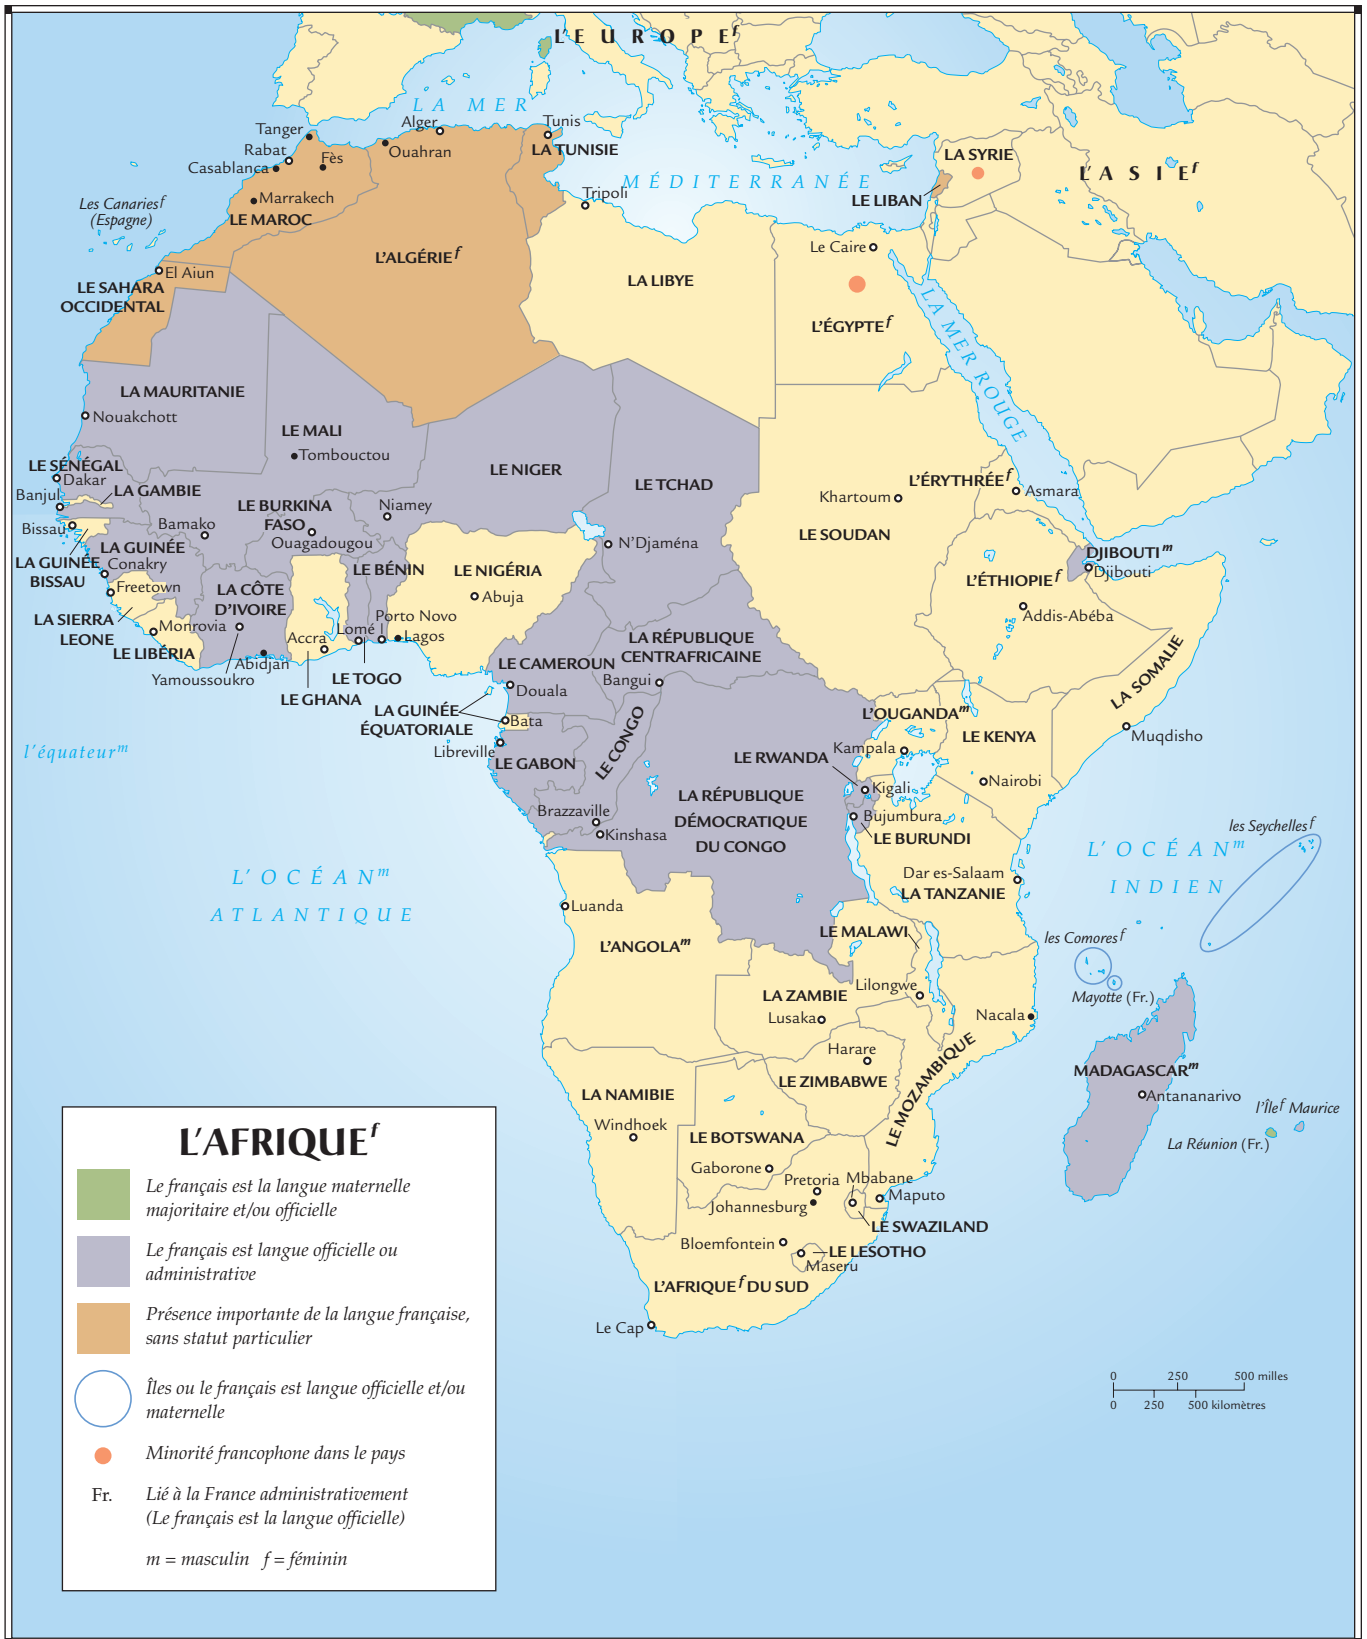 L'EUROPEf
LA MER
Alger
Tunis
Tanger
Ouahran
Rabat
Fès
LA TUNISIE
LA SYRIE
Casablanca
L'ASIEf
MÉDITERRANÉE
Tripoli
Marrakech
LE LIBAN
Les Canariesf
(Espagne)
LE MAROC
Le Caire
L'ALGÉRIEf
El Aiun
LA LIBYE
LE SAHARA
OCCIDENTAL
L'ÉGYPTEf
LA MER ROUGE
LA MAURITANIE
Nouakchott
LE MALI
Tombouctou
LE NIGER
LE SÉNÉGAL
Dakar
LE TCHAD
L'ÉRYTHRÉEf
Asmara
Banjul
LA GAMBIE
Khartoum
LE BURKINA
FASO
Niamey
Bissau
Bamako
Ouagadougou
LE SOUDAN
N'Djaména
LA GUINÉE
Conakry
LA GUINÉE
BISSAU
DJIBOUTIm
Djibouti
LE BÉNIN
LE NIGÉRIA
L'ÉTHIOPIEf
Freetown
LA CÔTE
D'IVOIRE
Abuja
Addis-Abéba
LA SIERRA
LEONE
Monrovia
Porto Novo
Accra
Lomé
Lagos
LA RÉPUBLIQUE
CENTRAFRICAINE
LE LIBÉRIA
Abidjan
LE CAMEROUN
LA SOMALIE
Yamoussoukro
LE TOGO
Bangui
Douala
LE GHANA
LA GUINÉE
ÉQUATORIALE
Bata
L'OUGANDAm
LE CONGO
LE KENYA
Muqdisho
l'équateurm
Libreville
Kampala
LE GABON
LE RWANDA
Nairobi
Kigali
LA RÉPUBLIQUE
DÉMOCRATIQUE
DU CONGO
Brazzaville
Bujumbura
Kinshasa
LE BURUNDI
les Seychellesf
L'OCÉANm
INDIEN
L'OCÉANm
ATLANTIQUE
Dar es-Salaam
LA TANZANIE
Luanda
LE MALAWI
les Comoresf
L'ANGOLAm
Lilongwe
LA ZAMBIE
Mayotte (Fr.)
Lusaka
Nacala
Harare
LE MOZAMBIQUE
MADAGASCARm
LE ZIMBABWE
LA NAMIBIE
Antananarivo
l'Îlef Maurice
Windhoek
LE BOTSWANA
La Réunion (Fr.)
Gaborone
Pretoria
Mbabane
Maputo
Johannesburg
LE SWAZILAND
Bloemfontein
LE LESOTHO
Maseru
L'AFRIQUEf DU SUD
Le Cap
0 250 500 milles
0 250 500 kilomètres
L'AFRIQUEf
Le français est la langue maternelle
majoritaire et/ou officielle
Le français est langue officielle ou
administrative
Présence importante de la langue française,
sans statut particulier
Îles ou le français est langue officielle et/ou
maternelle
Minorité francophone dans le pays
Fr. Lié à la France administrativement
(Le français est la langue officielle)
m = masculin f = féminin